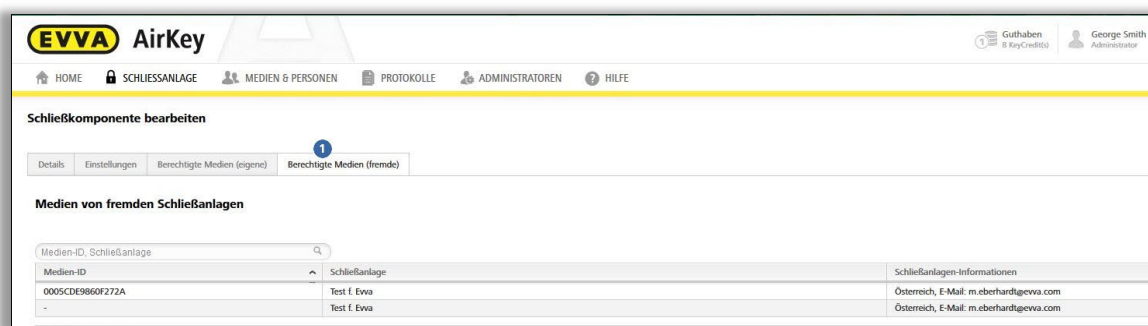 EVVA AirKey
1 Guthaben
8 KeyCredit(s)
George Smith
Administrator
HOME SCHLIESSANLAGE MEDIEN & PERSONEN PROTOKOLLE ADMINISTRATOREN ? HILFE
Schließkomponente bearbeiten
1
Details Einstellungen Berechtigte Medien (eigene) Berechtigte Medien (fremde)
Medien von fremden Schließanlagen
Medien-ID, Schließanlage
Medien-ID Schließanlage Schließanlagen-Informationen
0005CDE9860F272A Test f. Evva Österreich, E-Mail: m.eberhardt@evva.com
- Test f. Evva Österreich, E-Mail: m.eberhardt@evva.com